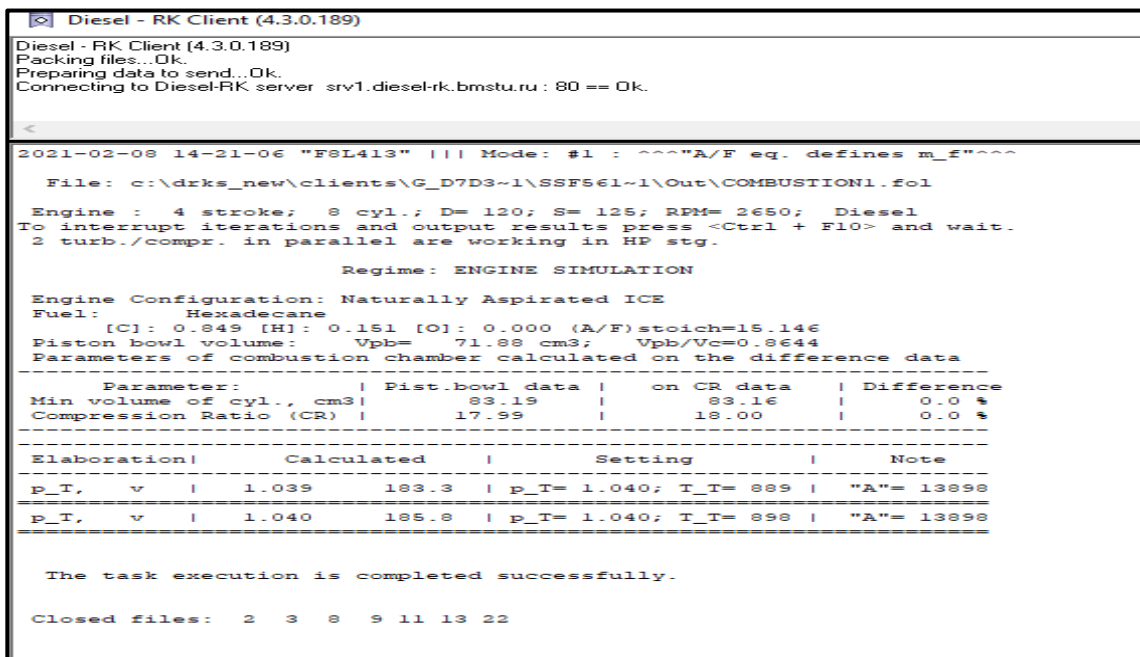 Diesel - RK Client (4.3.0.189)
Diesel - RK Client (4.3.0.189)
Packing files...Ok.
Preparing data to send...Ok.
Connecting to Diesel-RK server srv1.diesel-rk.bmstu.ru : 80 == Ok.
<
2021-02-08 14-21-06 "F8L413" ||| Mode: #1 : ^^^"A/F eq. defines m_f"^^^
File: c:\drks_new\clients\G_D7D3~1\SSF561~1\Out\COMBUSTION1.fol
Engine : 4 stroke; 8 cyl.; D= 120; S= 125; RPM= 2650; Diesel
To interrupt iterations and output results press <Ctrl + F10> and wait.
2 turb./compr. in parallel are working in HP stg.
Regime: ENGINE SIMULATION
Engine Configuration: Naturally Aspirated ICE
Fuel: Hexadecane
[C]: 0.849 [H]: 0.151 [O]: 0.000 (A/F)stoich=15.146
Piston bowl volume: Vpb= 71.88 cm3; Vpb/Vc=0.8644
Parameters of combustion chamber calculated on the difference data
---------------------------------------------------------------------
Parameter: | Pist.bowl data | on CR data | Difference
Min volume of cyl., cm3| 83.19 | 83.16 | 0.0 %
Compression Ratio (CR) | 17.99 | 18.00 | 0.0 %
---------------------------------------------------------------------
---------------------------------------------------------------------
Elaboration| Calculated | Setting | Note
---------------------------------------------------------------------
p_T, v | 1.039 183.3 | p_T= 1.040; T_T= 889 | "A"= 13898
=====================================================================
p_T, v | 1.040 185.8 | p_T= 1.040; T_T= 898 | "A"= 13898
=====================================================================
The task execution is completed successfully.
Closed files: 2 3 8 9 11 13 22